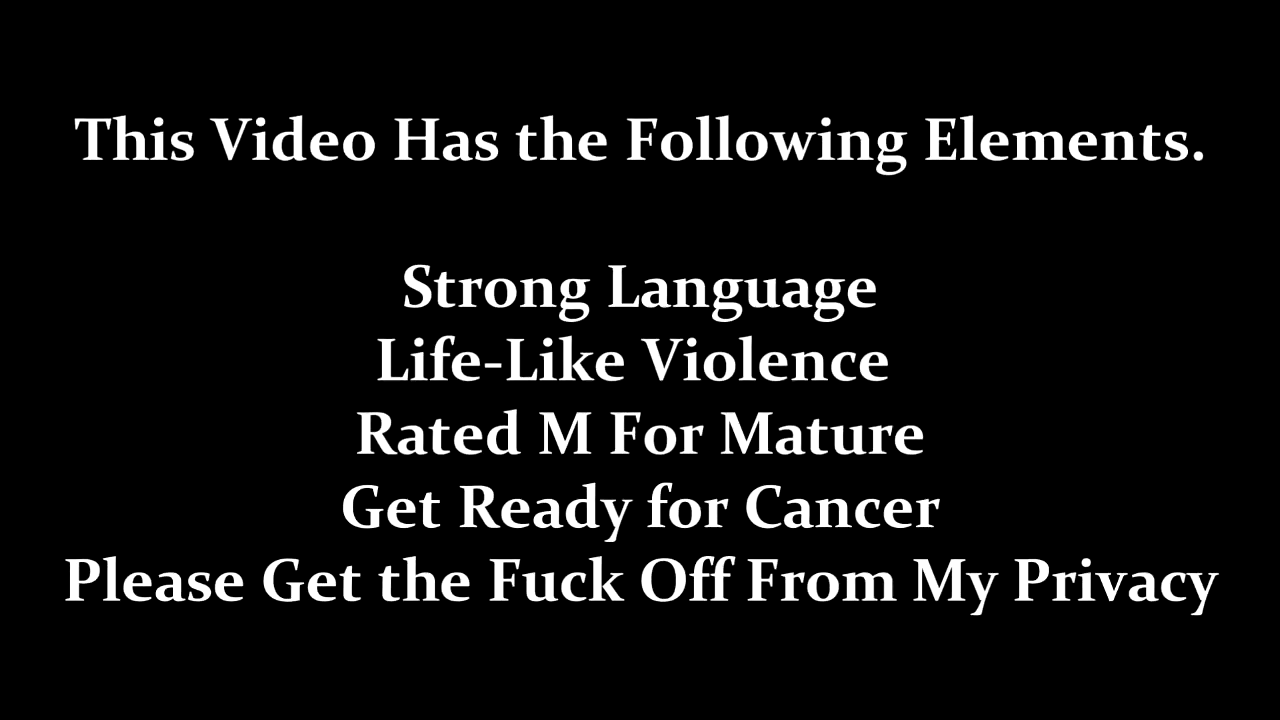 This Video Has the Following Elements.
Strong Language
Life-Like Violence
Rated M For Mature
Get Ready for Cancer
Please Get the Fuck Off From My Privacy